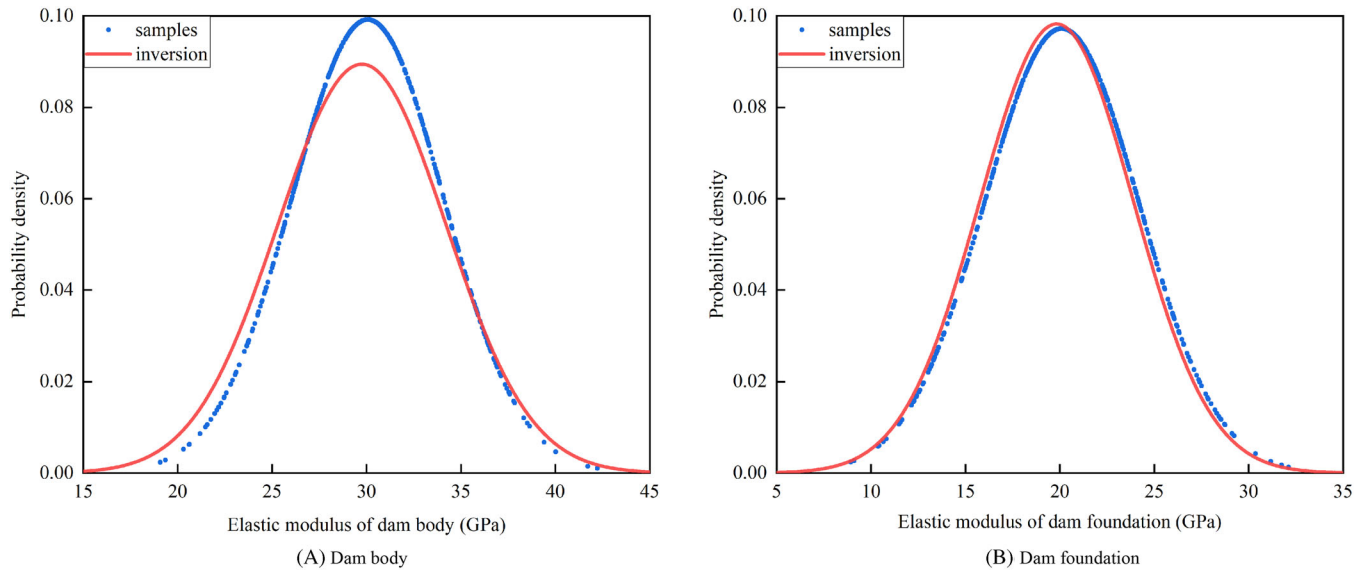 samples
inversion
Probability density
0.10
0.08
0.06
0.04
0.02
0.00
15 20 25 30 35 40 45
Elastic modulus of dam body (GPa)
(A) Dam body
samples
inversion
Probability density
0.10
0.08
0.06
0.04
0.02
0.00
5 10 15 20 25 30 35
Elastic modulus of dam foundation (GPa)
(B) Dam foundation